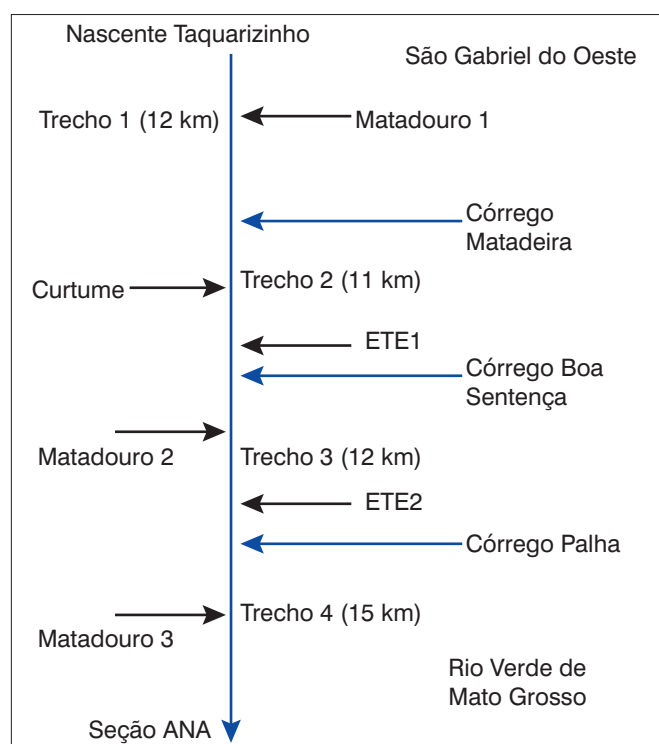 Nascente Taquarizinho
São Gabriel do Oeste
Trecho 1 (12 km)
Matadouro 1
Córrego
Matadeira
Trecho 2 (11 km)
Curtume
ETE1
Córrego Boa
Sentença
Matadouro 2
Trecho 3 (12 km)
ETE2
Córrego Palha
Trecho 4 (15 km)
Matadouro 3
Rio Verde de
Mato Grosso
Seção ANA